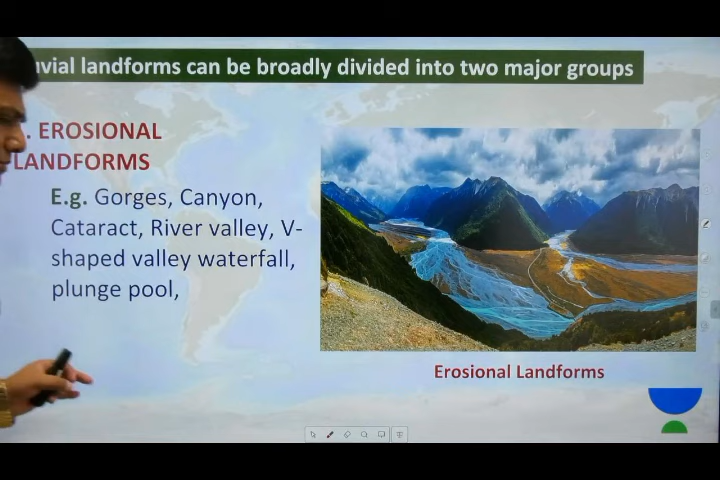 uvial landforms can be broadly divided into two major groups
. EROSIONAL
LANDFORMS
E.g. Gorges, Canyon,
Cataract, River valley, V-
shaped valley waterfall,
plunge pool,
Erosional Landforms